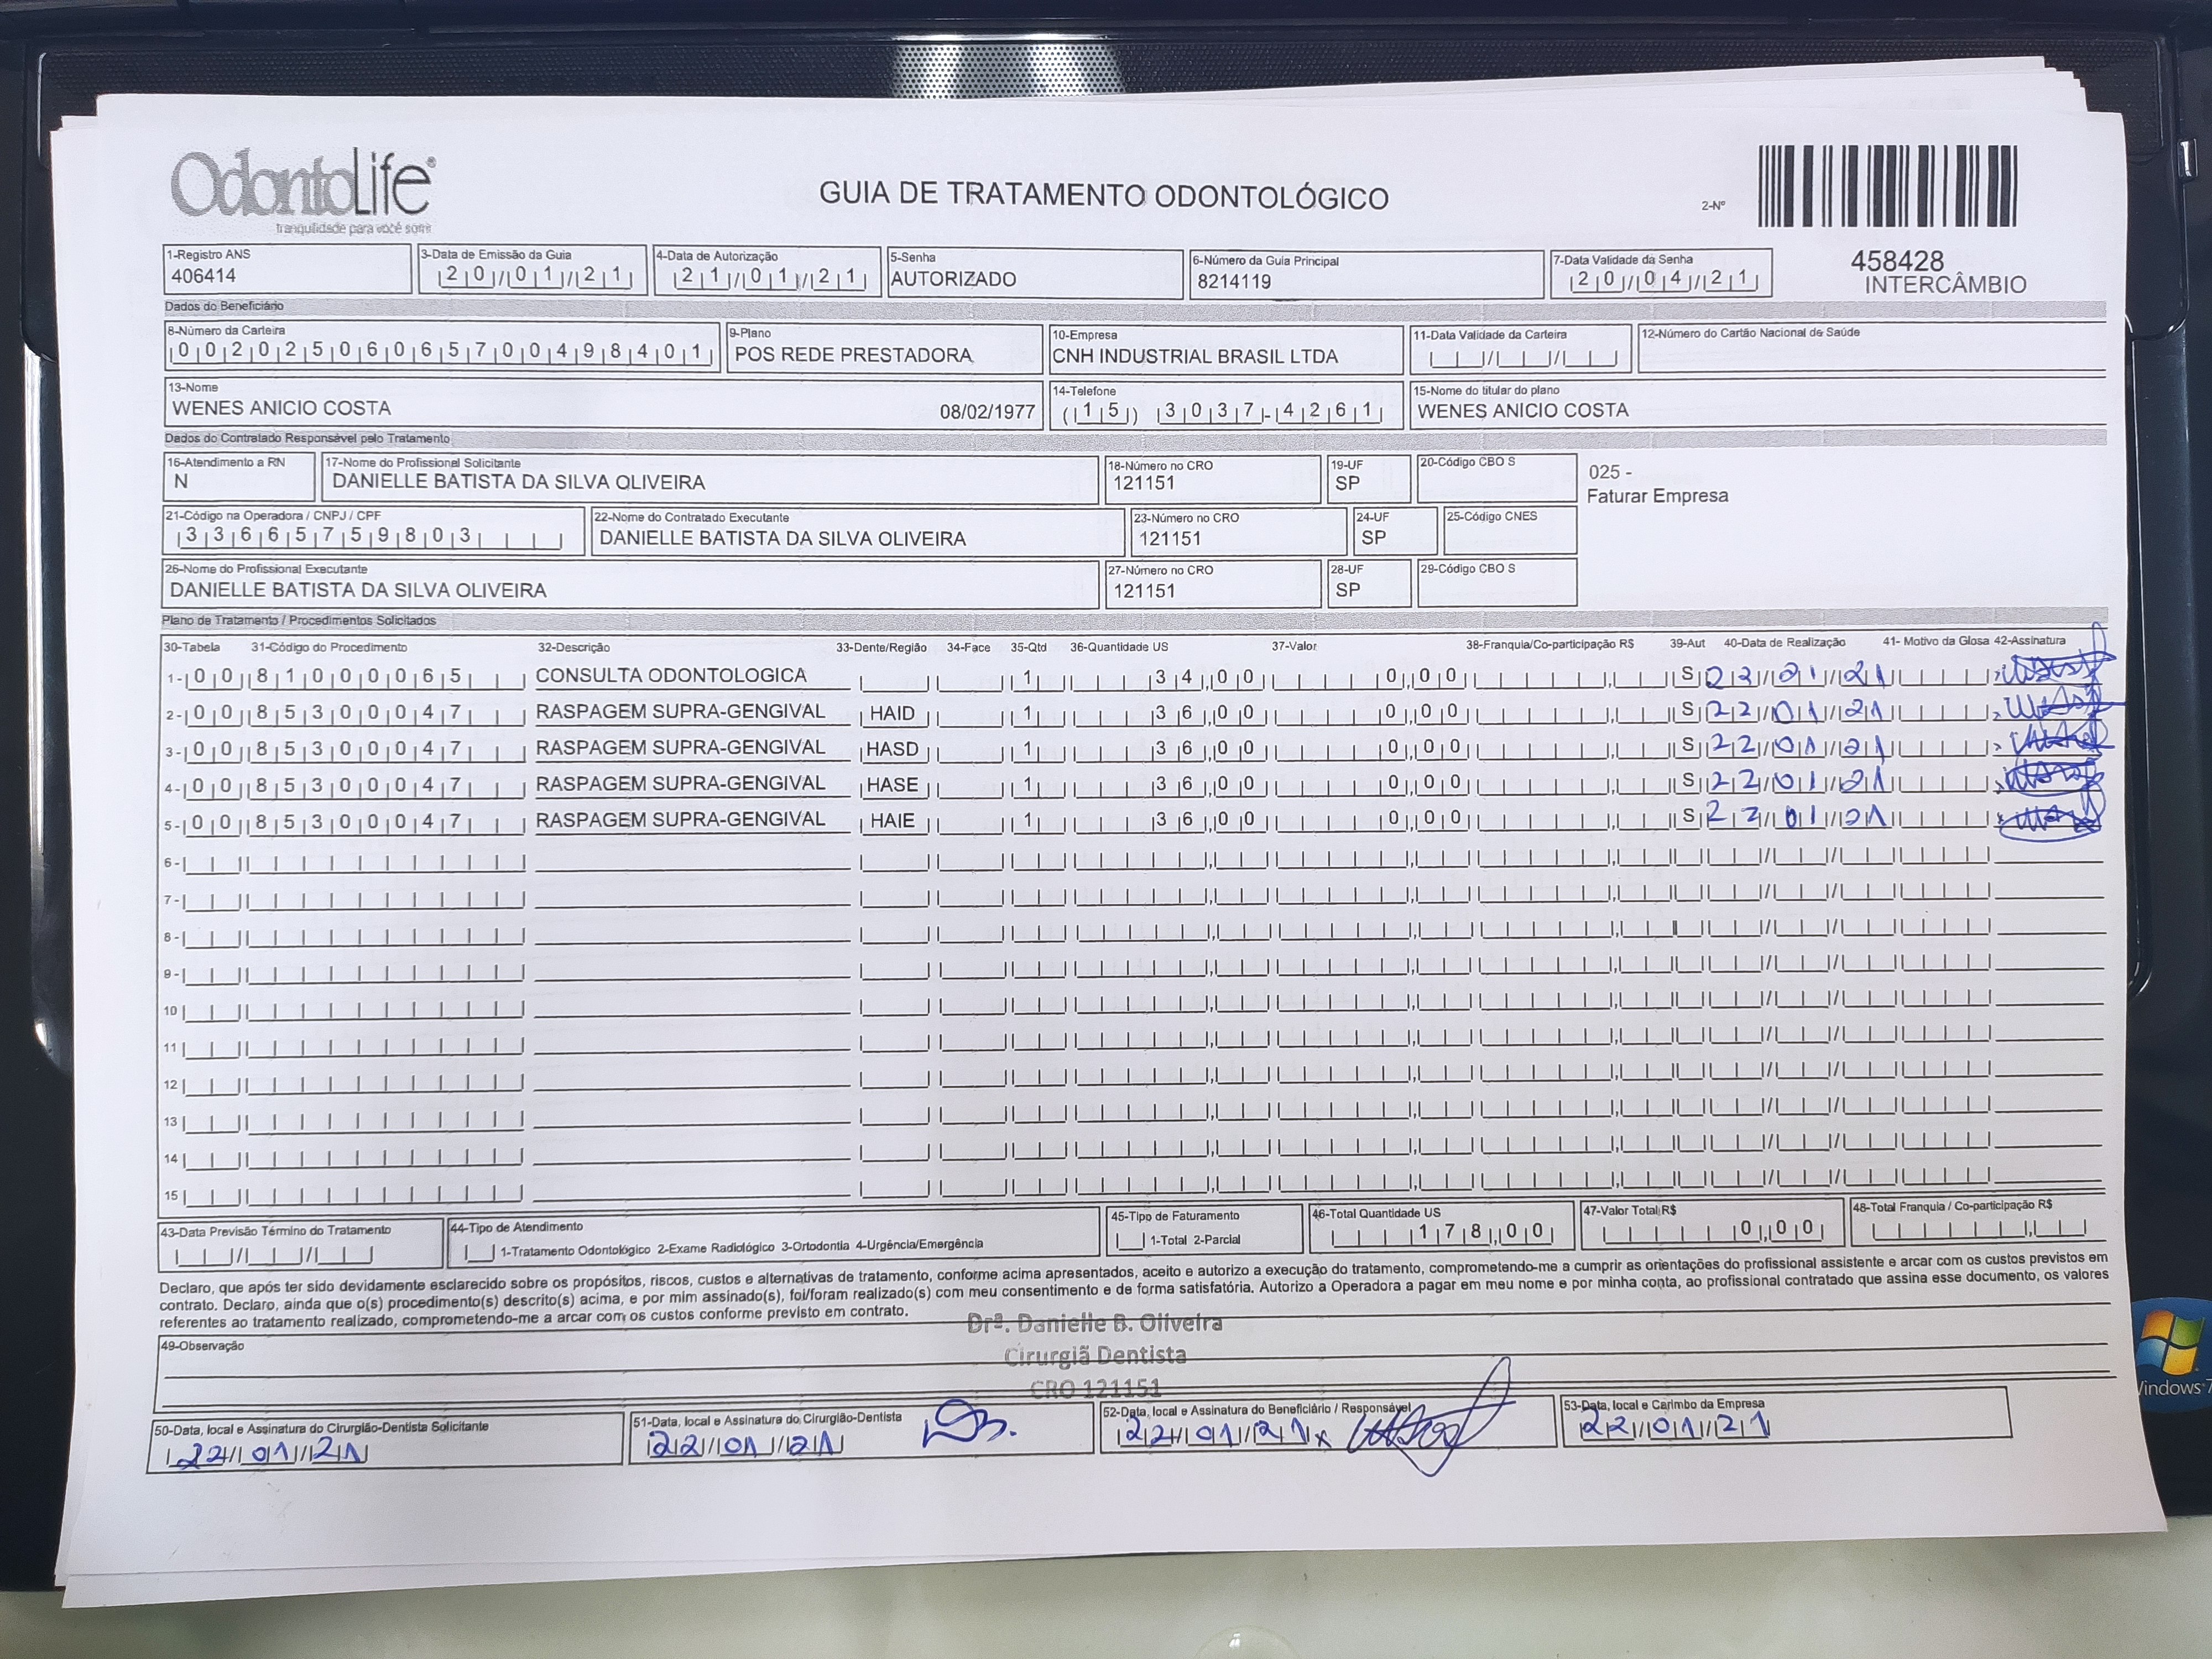 OdontoLife®
tranquilidade para você sorrir
GUIA DE TRATAMENTO ODONTOLÓGICO
2-Nº
458428
INTERCÂMBIO
1-Registro ANS
406414
3-Data de Emissão da Guia
20/01/21
4-Data de Autorização
21/01/21
5-Senha
AUTORIZADO
6-Número da Guia Principal
8214119
7-Data Validade da Senha
20/04/21
Dados do Beneficiário
8-Número da Carteira
00202506065700498401
9-Plano
POS REDE PRESTADORA
10-Empresa
CNH INDUSTRIAL BRASIL LTDA
11-Data Validade da Carteira
12-Número do Cartão Nacional de Saúde
13-Nome
WENES ANICIO COSTA 08/02/1977
14-Telefone
(15) 3037-4261
15-Nome do titular do plano
WENES ANICIO COSTA
Dados do Contratado Responsável pelo Tratamento
16-Atendimento a RN
N
17-Nome do Profissional Solicitante
DANIELLE BATISTA DA SILVA OLIVEIRA
18-Número no CRO
121151
19-UF
SP
20-Código CBO S
025 -
Faturar Empresa
21-Código na Operadora / CNPJ / CPF
33665759803
22-Nome do Contratado Executante
DANIELLE BATISTA DA SILVA OLIVEIRA
23-Número no CRO
121151
24-UF
SP
25-Código CNES
26-Nome do Profissional Executante
DANIELLE BATISTA DA SILVA OLIVEIRA
27-Número no CRO
121151
28-UF
SP
29-Código CBO S
Plano de Tratamento / Procedimentos Solicitados
30-Tabela 31-Código do Procedimento 32-Descrição 33-Dente/Região 34-Face 35-Qtd 36-Quantidade US 37-Valor 38-Franquia/Co-participação R$ 39-Aut 40-Data de Realização 41- Motivo da Glosa 42-Assinatura
1- 00 81000065 CONSULTA ODONTOLOGICA 1 34,00 0,00 S 22/01/21
2- 00 85300047 RASPAGEM SUPRA-GENGIVAL HAID 1 36,00 0,00 S 22/01/21
3- 00 85300047 RASPAGEM SUPRA-GENGIVAL HASD 1 36,00 0,00 S 22/01/21
4- 00 85300047 RASPAGEM SUPRA-GENGIVAL HASE 1 36,00 0,00 S 22/01/21
5- 00 85300047 RASPAGEM SUPRA-GENGIVAL HAIE 1 36,00 0,00 S 22/01/21
6-
7-
8-
9-
10
11
12
13
14
15
43-Data Previsão Término do Tratamento
44-Tipo de Atendimento
1-Tratamento Odontológico 2-Exame Radiológico 3-Ortodontia 4-Urgência/Emergência
45-Tipo de Faturamento
1-Total 2-Parcial
46-Total Quantidade US
178,00
47-Valor Total R$
0,00
48-Total Franquia / Co-participação R$
Declaro, que após ter sido devidamente esclarecido sobre os propósitos, riscos, custos e alternativas de tratamento, conforme acima apresentados, aceito e autorizo a execução do tratamento, comprometendo-me a cumprir as orientações do profissional assistente e arcar com os custos previstos em
contrato. Declaro, ainda que o(s) procedimento(s) descrito(s) acima, e por mim assinado(s), foi/foram realizado(s) com meu consentimento e de forma satisfatória. Autorizo a Operadora a pagar em meu nome e por minha conta, ao profissional contratado que assina esse documento, os valores
referentes ao tratamento realizado, comprometendo-me a arcar com os custos conforme previsto em contrato.
49-Observação
Drª. Danielle B. Oliveira
Cirurgiã Dentista
CRO 121151
50-Data, local e Assinatura do Cirurgião-Dentista Solicitante
22/01/21
51-Data, local e Assinatura do Cirurgião-Dentista
22/01/21
52-Data, local e Assinatura do Beneficiário / Responsável
22/01/21 x
53-Data, local e Carimbo da Empresa
22/01/21
Windows 7